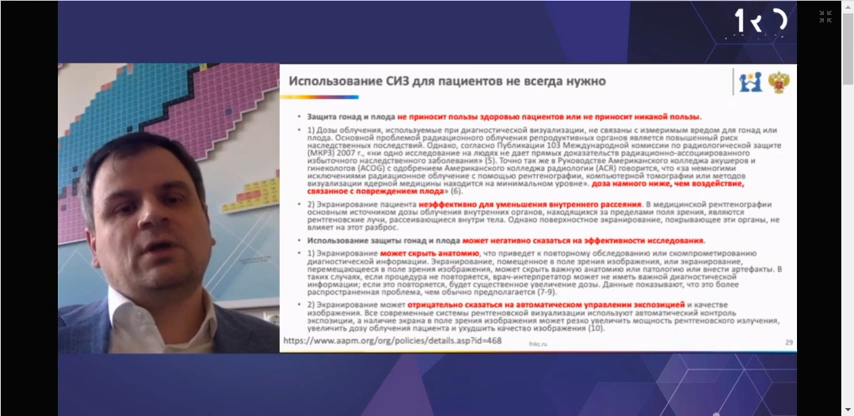 Использование СИЗ для пациентов не всегда нужно
• Защита гонад и плода не приносит пользы здоровью пациентов или не приносит никакой пользы.
• 1) Дозы облучения, используемые при диагностической визуализации, не связаны с измеримым вредом для гонад или
плода. Основной проблемой радиационного облучения репродуктивных органов является повышенный риск
наследственных последствий. Однако, согласно Публикации 103 Международной комиссии по радиологической защите
(МКРЗ) 2007 г., «ни одно исследование на людях не дает прямых доказательств радиационно-ассоциированного
избыточного наследственного заболевания» (5). Точно так же в Руководстве Американского колледжа акушеров и
гинекологов (ACOG) с одобрением Американского колледжа радиологии (ACR) говорится, что «за немногими
исключениями радиационное облучение с помощью рентгенографии, компьютерной томографии или методов
визуализации ядерной медицины находится на минимальном уровне». доза намного ниже, чем воздействие,
связанное с повреждением плода» (6).
• 2) Экранирование пациента неэффективно для уменьшения внутреннего рассеяния. В медицинской рентгенографии
основным источником дозы облучения внутренних органов, находящихся за пределами поля зрения, являются
рентгеновские лучи, рассеивающиеся внутри тела. Однако поверхностное экранирование, покрывающее эти органы, не
влияет на этот разброс.
• Использование защиты гонад и плода может негативно сказаться на эффективности исследования.
• 1) Экранирование может скрыть анатомию, что приведет к повторному обследованию или скомпрометированию
диагностической информации. Экранирование, помещенное в поле зрения изображения, или экранирование,
перемещающееся в поле зрения изображения, может скрыть важную анатомию или патологию или внести артефакты. В
таких случаях, если процедура не повторяется, врач-интерпретатор может не иметь важной диагностической
информации; если это повторяется, будет существенное увеличение дозы. Данные показывают, что это более
распространенная проблема, чем обычно предполагается (7-9).
• 2) Экранирование может отрицательно сказаться на автоматическом управлении экспозицией и качестве
изображения. Все современные системы рентгеновской визуализации используют автоматический контроль
экспозиции, а наличие экрана в поле зрения изображения может резко увеличить мощность рентгеновского излучения,
увеличить дозу облучения пациента и ухудшить качество изображения (10).
https://www.aapm.org/org/policies/details.asp?id=468
fnkc.ru
29